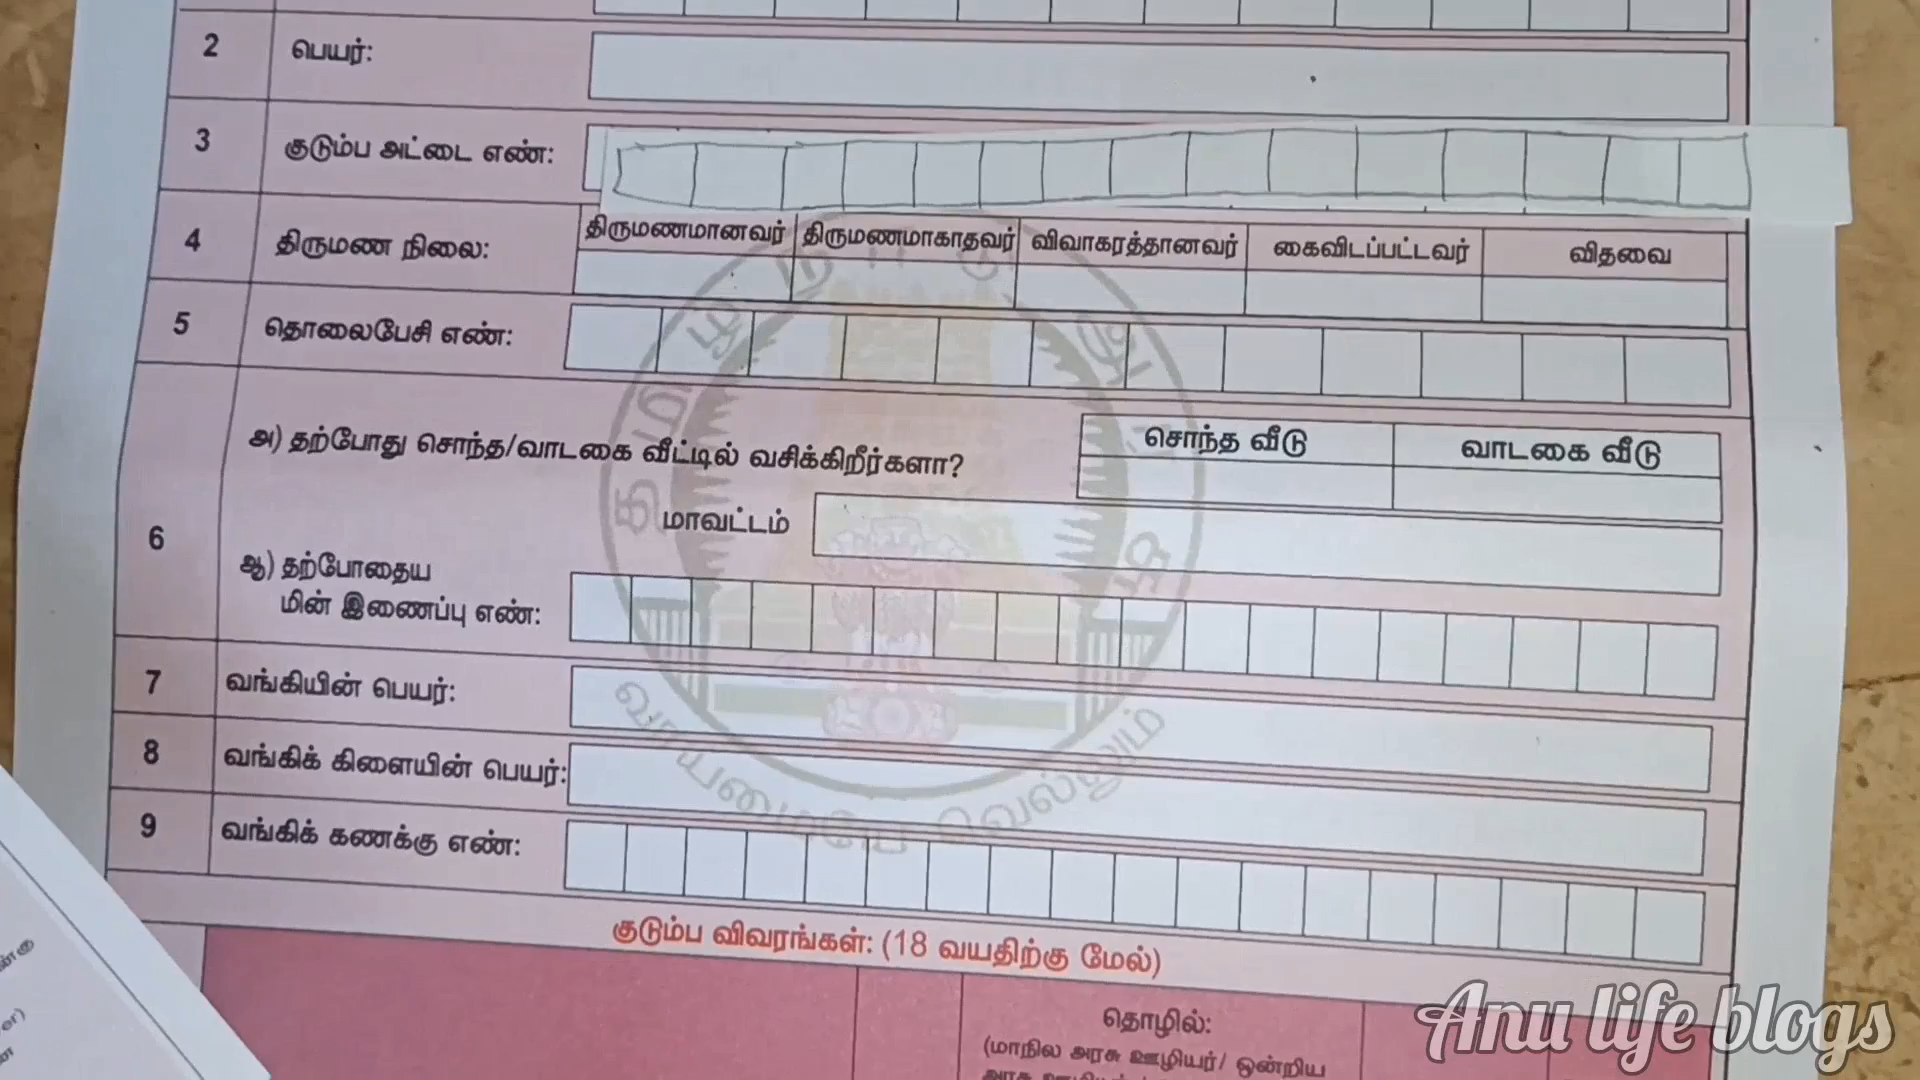 2 பெயர்:
3 குடும்ப அட்டை எண்:
4 திருமண நிலை: திருமணமானவர் திருமணமாகாதவர் விவாகரத்தானவர் கைவிடப்பட்டவர் விதவை
5 தொலைபேசி எண்:
6 அ) தற்போது சொந்த/வாடகை வீட்டில் வசிக்கிறீர்களா? சொந்த வீடு வாடகை வீடு
மாவட்டம்
ஆ) தற்போதைய
மின் இணைப்பு எண்:
7 வங்கியின் பெயர்:
8 வங்கிக் கிளையின் பெயர்:
9 வங்கிக் கணக்கு எண்:
வாய்மையே வெல்லும்
குடும்ப விவரங்கள்: (18 வயதிற்கு மேல்)
தொழில்:
(மாநில அரசு ஊழியர்/ ஒன்றிய
Anu life blogs